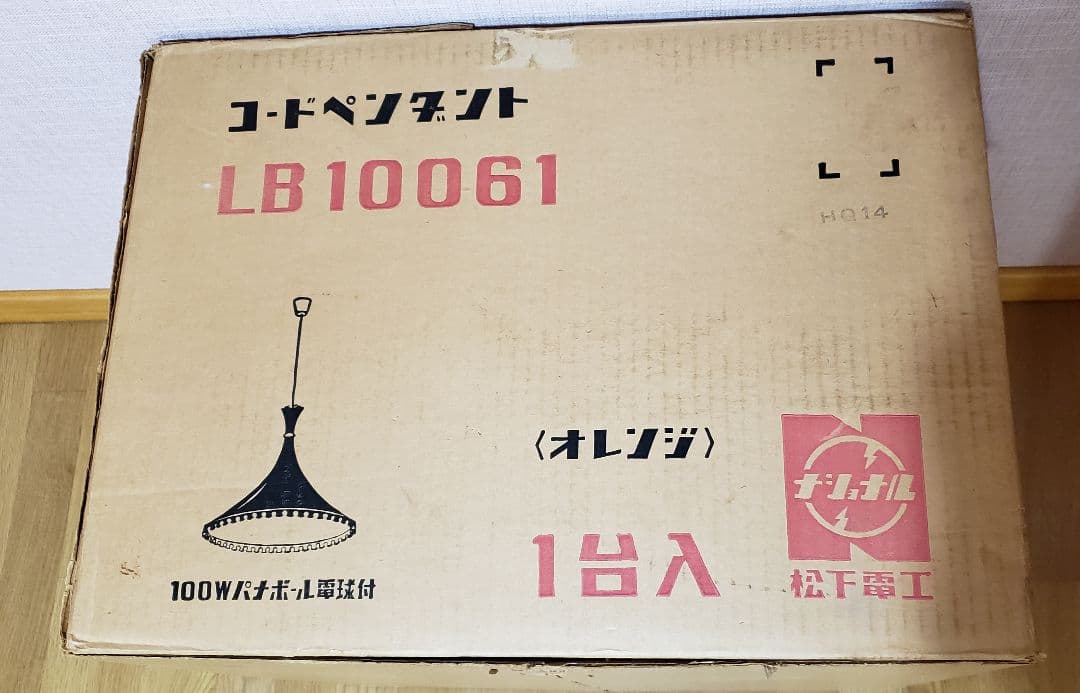 コードペンダント
LB10061
HQ14
〈オレンジ〉
ナショナル
1台入
100Wパナボール電球付
松下電工